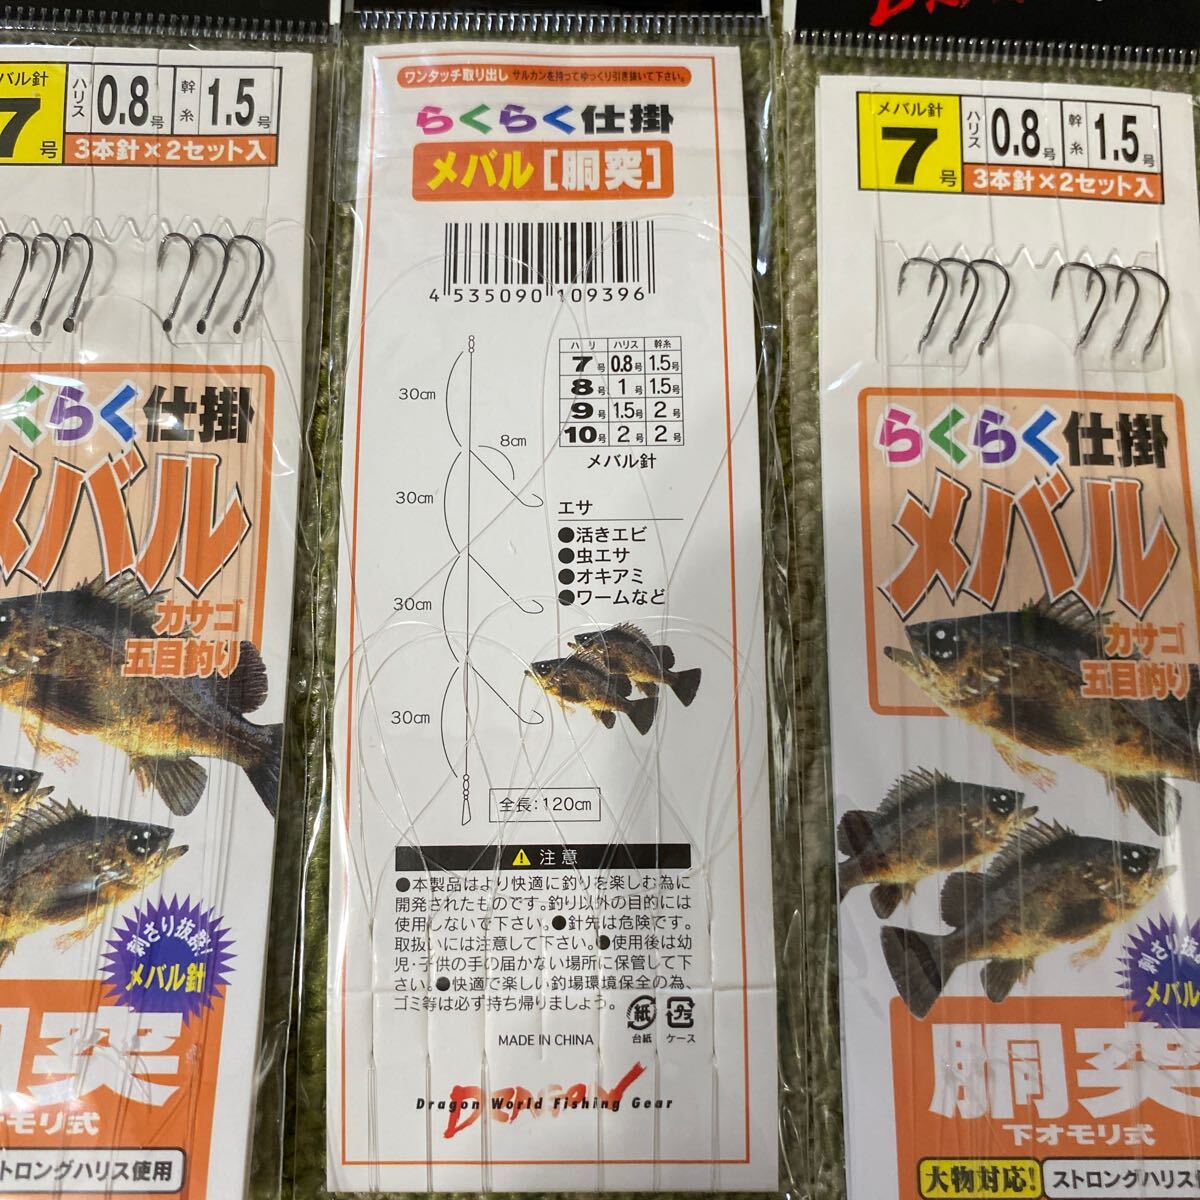 バル針
7号
ハリス 0.8号
幹糸 1.5号
3本針×2セット入
くらく仕掛
メバル
カサゴ
五目釣り
刺さり抜群!
メバル針
胴突
オモリ式
トロングハリス使用
ワンタッチ取り出し サルカンを持ってゆっくり引き抜いて下さい。
らくらく仕掛
メバル[胴突]
4 535090 109396
ハリ ハリス 幹糸
7号 0.8号 1.5号
8号 1号 1.5号
9号 1.5号 2号
10号 2号 2号
メバル針
30cm
8cm
30cm
30cm
30cm
全長:120cm
エサ
●活きエビ
●虫エサ
●オキアミ
●ワームなど
注意
●本製品はより快適に釣りを楽しむ為に
開発されたものです。釣り以外の目的には
使用しないで下さい。●針先は危険です。
取扱いには注意して下さい。●使用後は幼
児・子供の手の届かない場所に保管して下
さい。●快適で楽しい釣場環境保全の為、
ゴミ等は必ず持ち帰りましょう。
MADE IN CHINA
紙 台紙
プラ ケース
DRAGON
Dragon World Fishing Gear
メバル針
7号
ハリス 0.8号
幹糸 1.5号
3本針×2セット入
らくらく仕掛
メバル
カサゴ
五目釣り
刺さり抜
メバル
胴突
下オモリ式
大物対応!
ストロングハリス